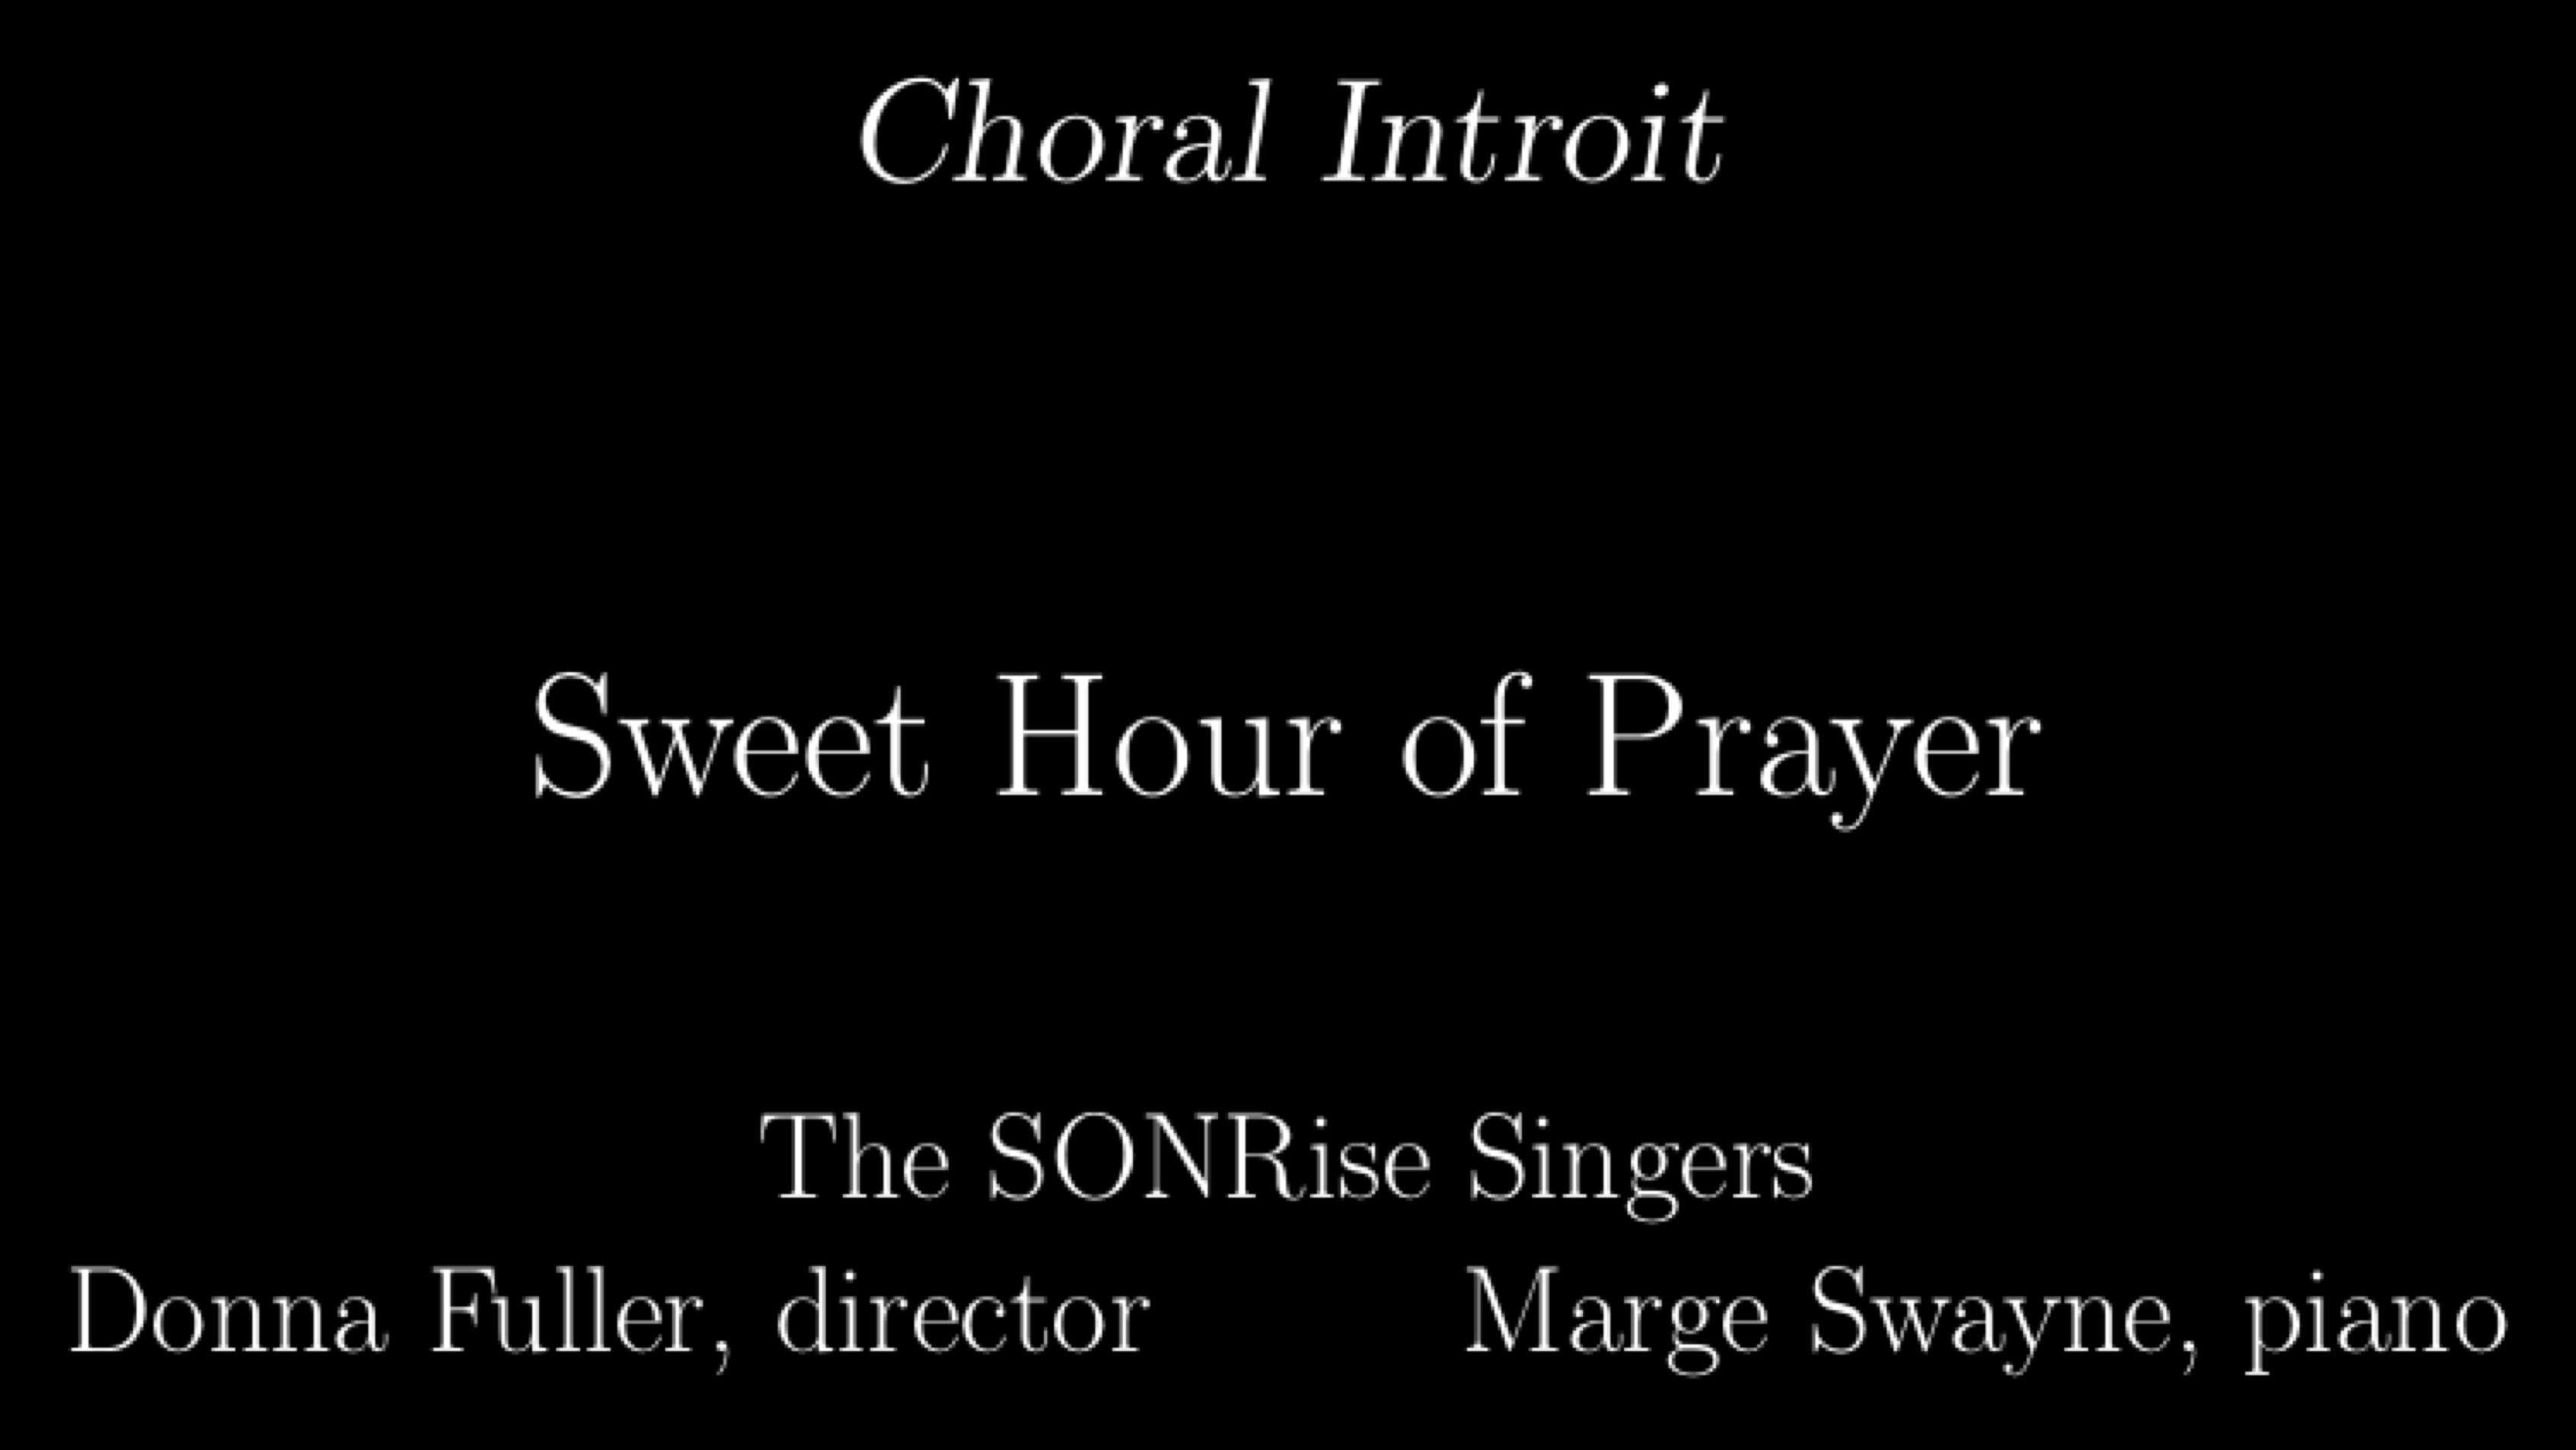 Choral Introit
Sweet Hour of Prayer
The SONRise Singers
Donna Fuller, director Marge Swayne, piano